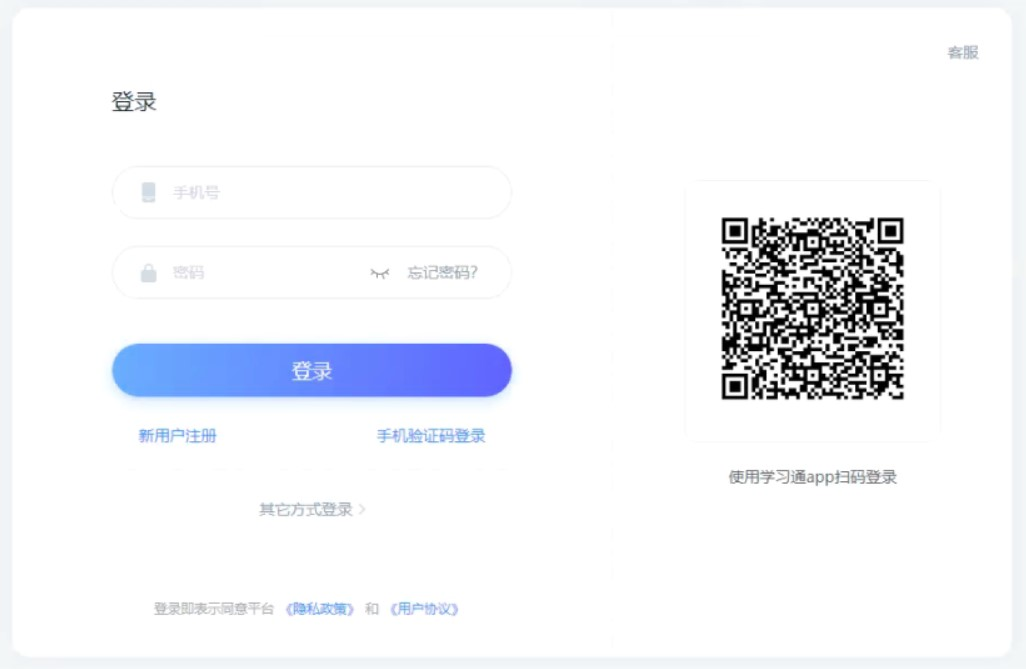 客服
登录
手机号
密码 忘记密码?
登录
新用户注册 手机验证码登录
使用学习通app扫码登录
其它方式登录
登录即表示同意平台 《隐私政策》 和 《用户协议》